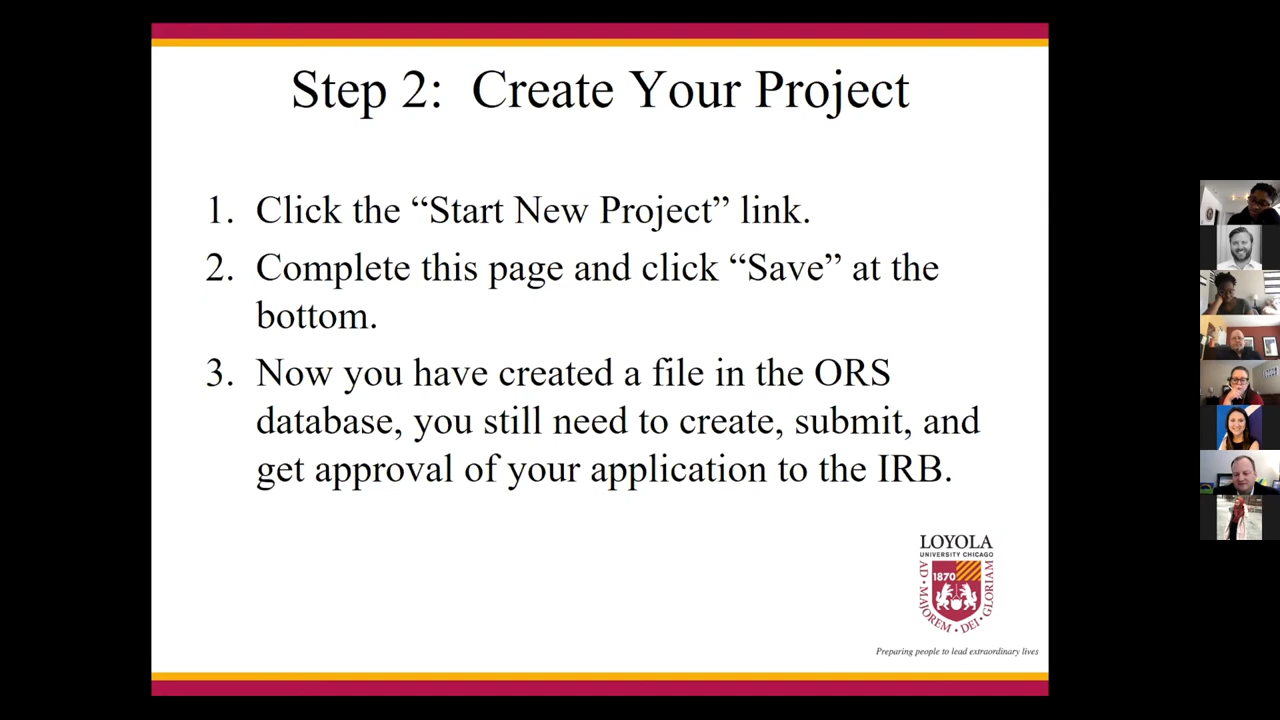 Step 2: Create Your Project
1. Click the “Start New Project” link.
2. Complete this page and click “Save” at the
bottom.
3. Now you have created a file in the ORS
database, you still need to create, submit, and
get approval of your application to the IRB.
LOYOLA
UNIVERSITY CHICAGO
1870
AD • MAJOREM • DEI • GLORIAM
Preparing people to lead extraordinary lives